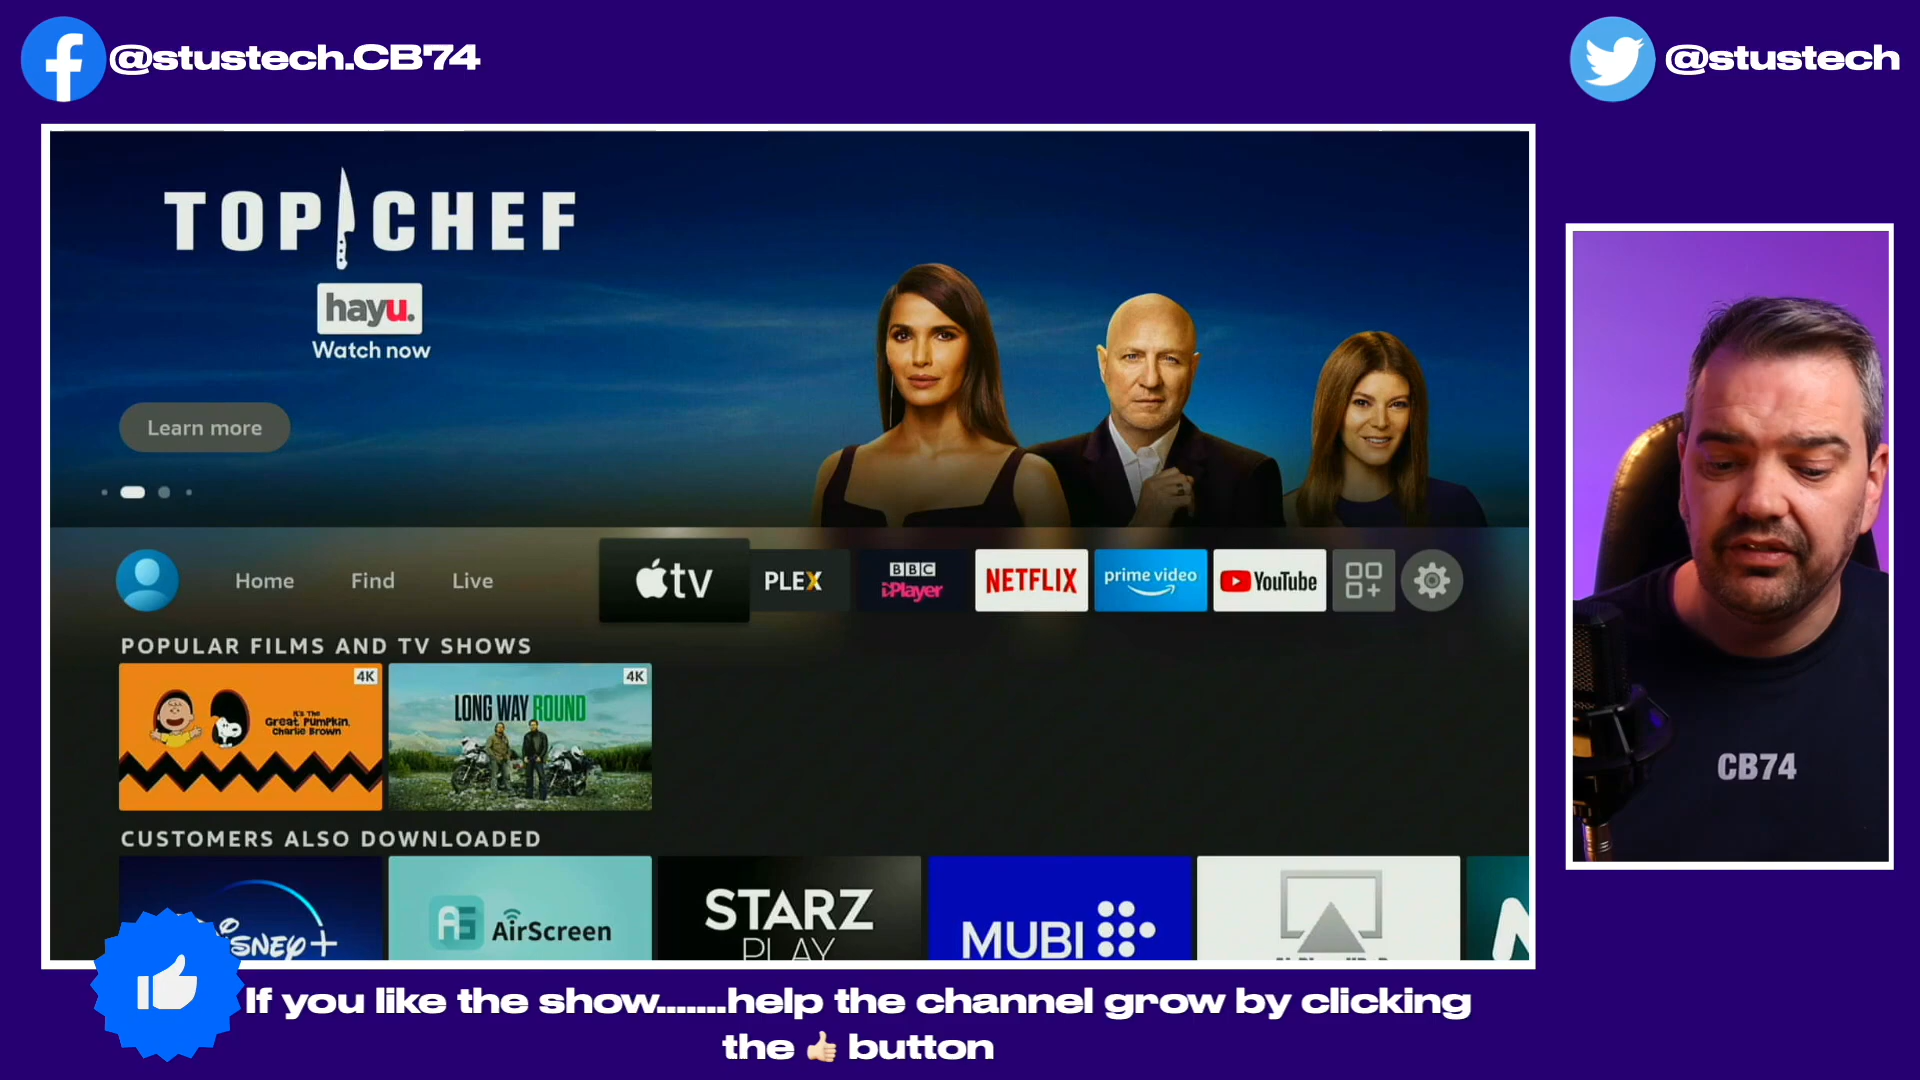 @stustech.CB74
@stustech
TOP CHEF
hayu.
Watch now
Learn more
Home
Find
Live
tv
PLEX
BBC
iPlayer
NETFLIX
prime video
YouTube
POPULAR FILMS AND TV SHOWS
4K
IT'S THE
Great Pumpkin,
Charlie Brown
4K
LONG WAY ROUND
CUSTOMERS ALSO DOWNLOADED
DISNEY+
AirScreen
STARZ
PLAY
MUBI
CB74
If you like the show.......help the channel grow by clicking
the 👍🏻 button